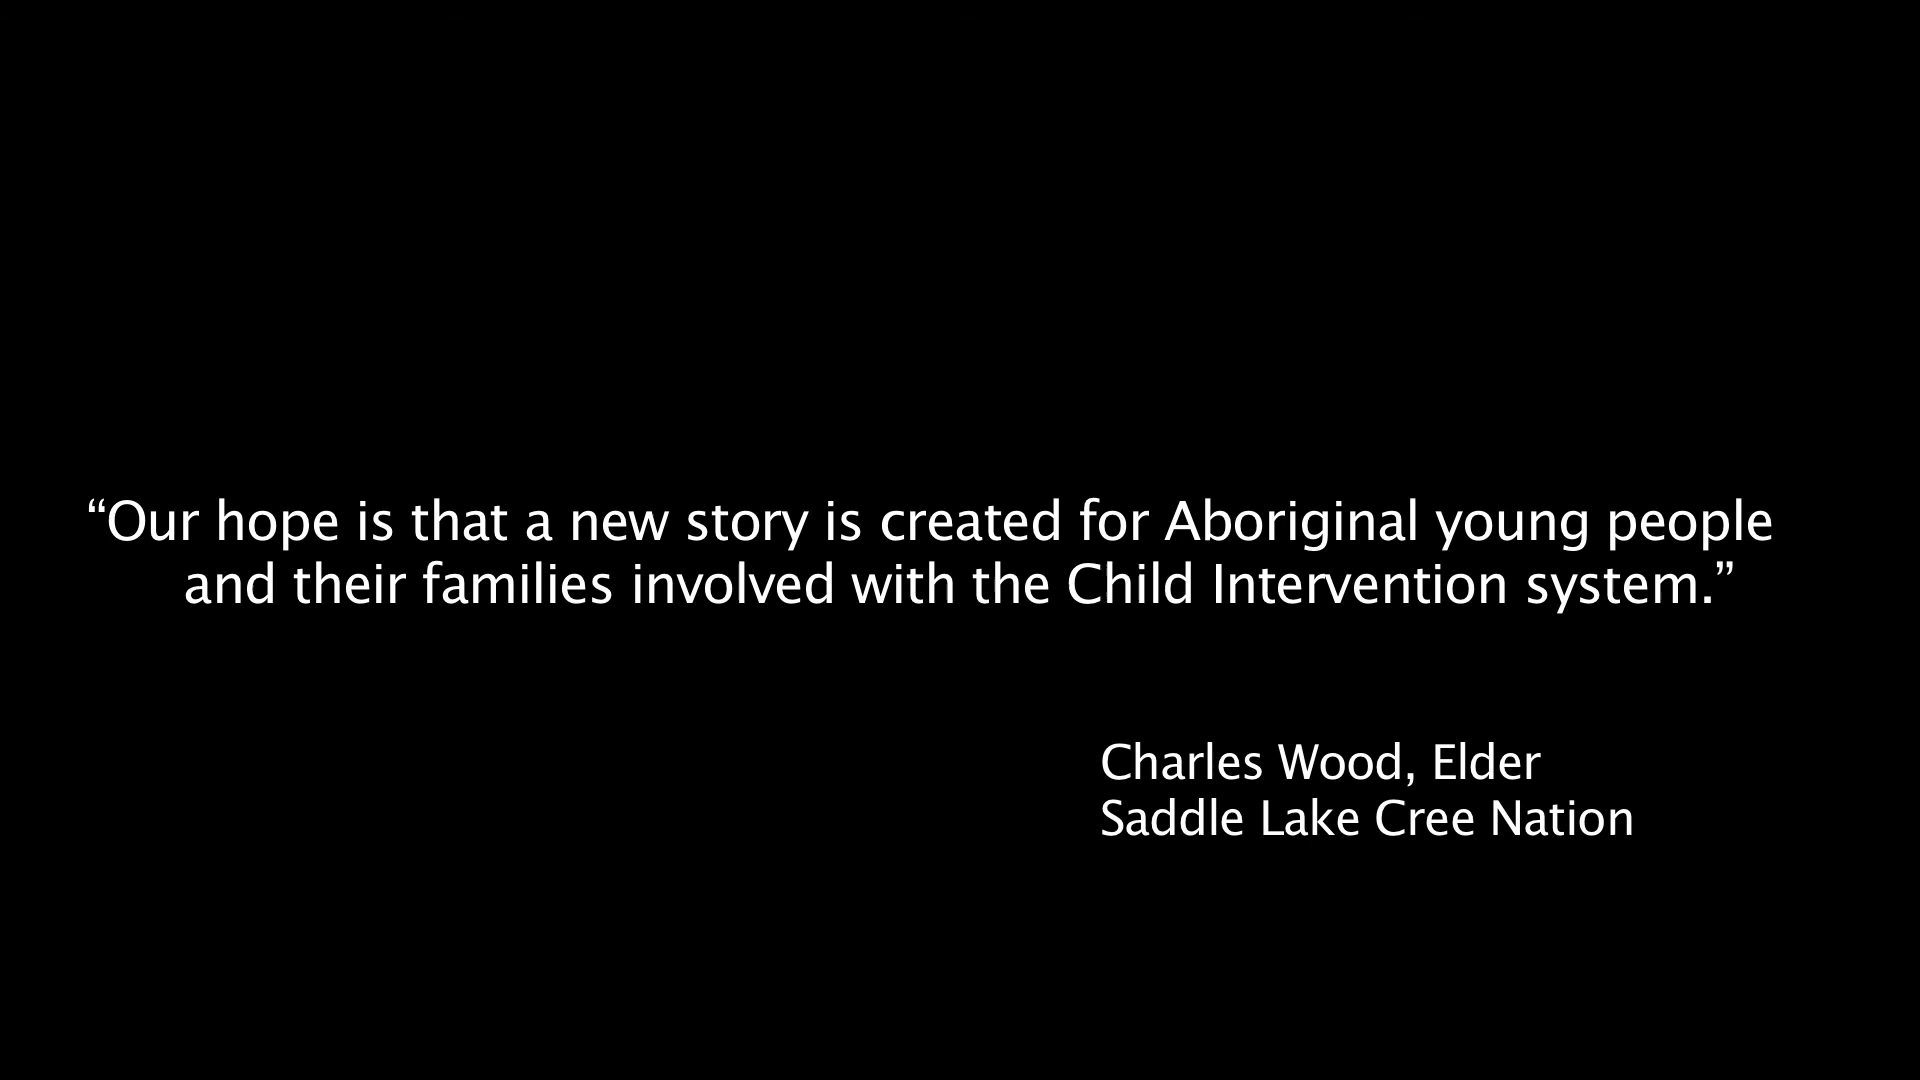 “Our hope is that a new story is created for Aboriginal young people
and their families involved with the Child Intervention system.”
Charles Wood, Elder
Saddle Lake Cree Nation